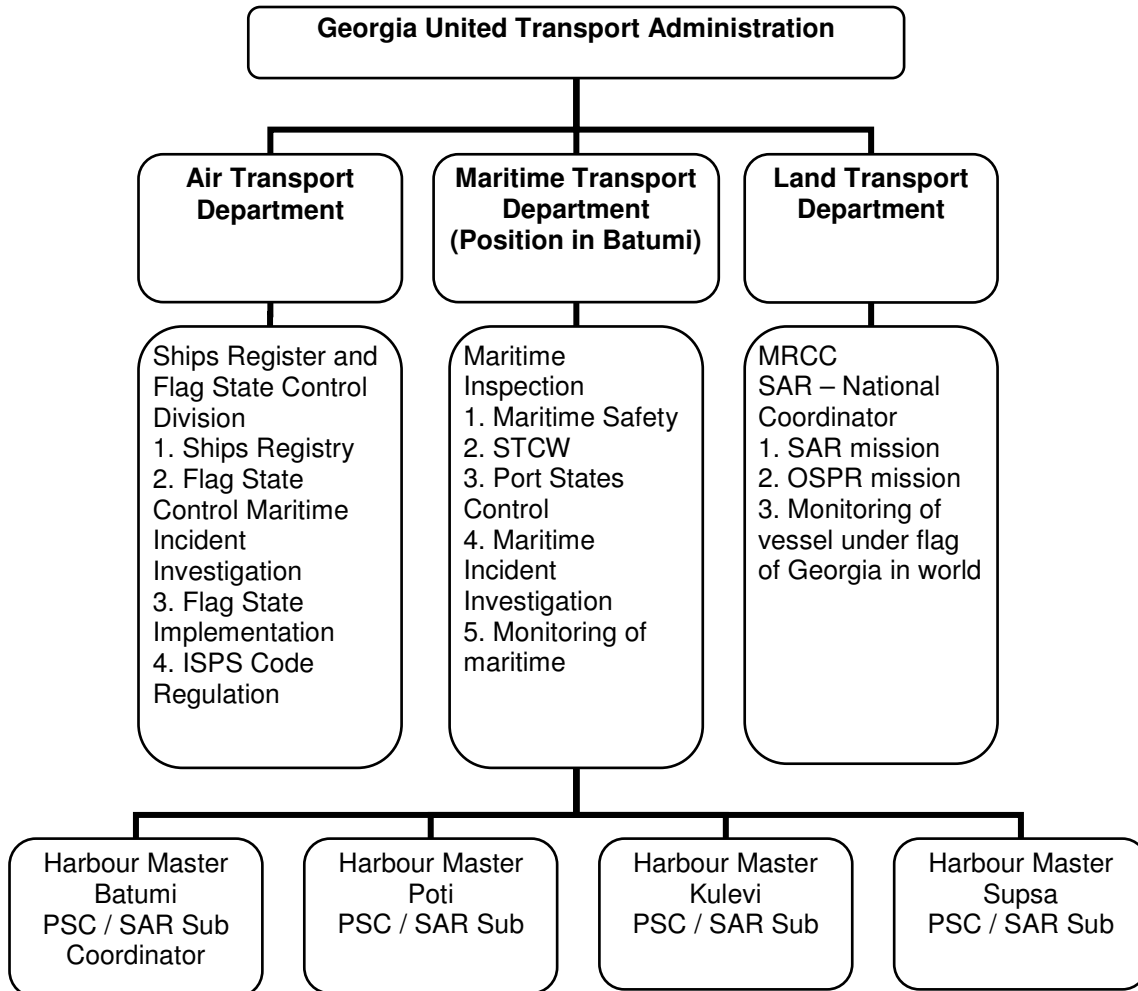 Georgia United Transport Administration
Air Transport
Department
Maritime Transport
Department
(Position in Batumi)
Land Transport
Department
Ships Register and
Flag State Control
Division
1. Ships Registry
2. Flag State
Control Maritime
Incident
Investigation
3. Flag State
Implementation
4. ISPS Code
Regulation
Maritime
Inspection
1. Maritime Safety
2. STCW
3. Port States
Control
4. Maritime
Incident
Investigation
5. Monitoring of
maritime
MRCC
SAR – National
Coordinator
1. SAR mission
2. OSPR mission
3. Monitoring of
vessel under flag
of Georgia in world
Harbour Master
Batumi
PSC / SAR Sub
Coordinator
Harbour Master
Poti
PSC / SAR Sub
Harbour Master
Kulevi
PSC / SAR Sub
Harbour Master
Supsa
PSC / SAR Sub